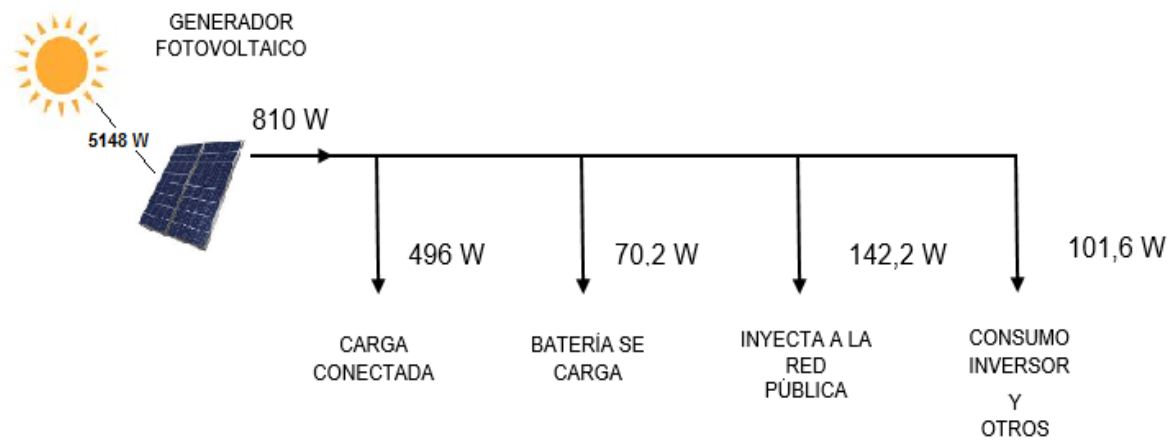 GENERADOR
FOTOVOLTAICO
5148 W
810 W
496 W
70,2 W
142,2 W
101,6 W
CARGA
CONECTADA
BATERÍA SE
CARGA
INYECTA A LA
RED
PÚBLICA
CONSUMO
INVERSOR
Y
OTROS